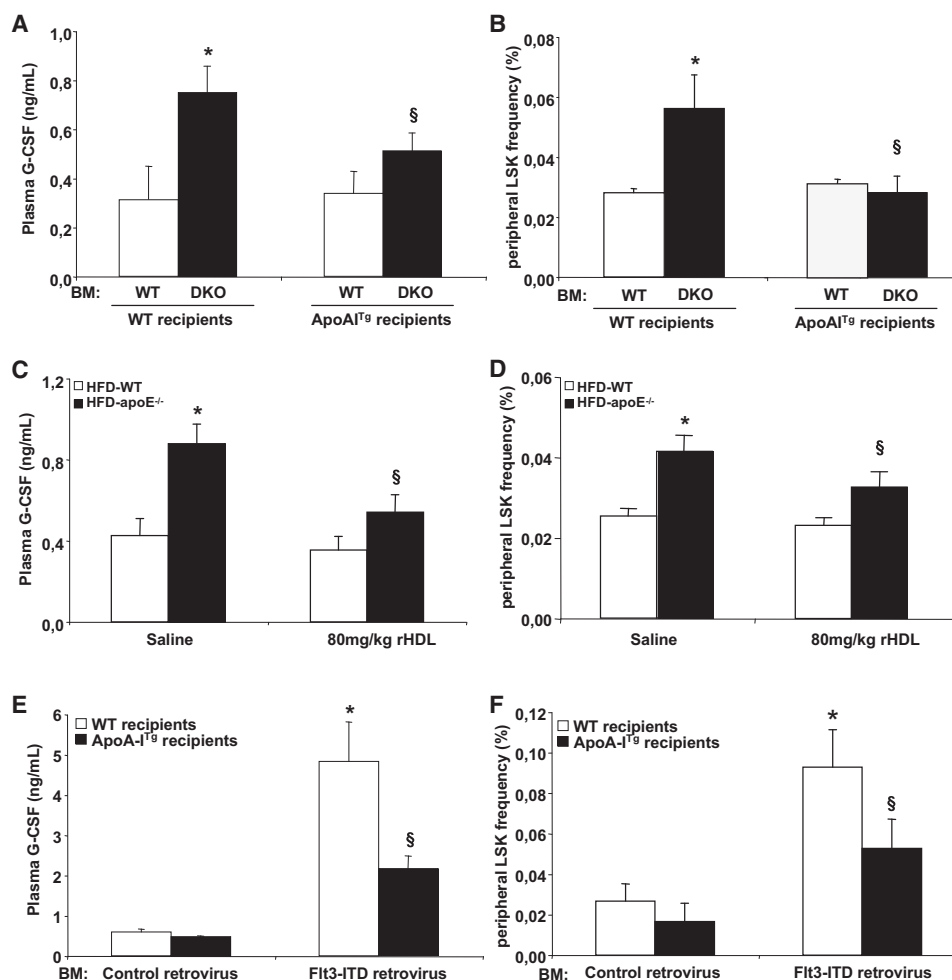 A
Plasma G-CSF (ng/mL)
1,0
0,8
0,6
0,4
0,2
0,0
*
§
BM: WT DKO WT DKO
WT recipients ApoAI^Tg recipients
B
peripheral LSK frequency (%)
0,08
0,06
0,04
0,02
0,00
*
§
BM: WT DKO WT DKO
WT recipients ApoAI^Tg recipients
C
Plasma G-CSF (ng/mL)
1,2
0,8
0,4
0,0
HFD-WT
HFD-apoE-/-
*
§
Saline 80mg/kg rHDL
D
peripheral LSK frequency (%)
0,06
0,04
0,02
0,00
*
§
Saline 80mg/kg rHDL
E
Plasma G-CSF (ng/mL)
6
5
4
3
2
1
0
WT recipients
ApoA-I^Tg recipients
*
§
BM: Control retrovirus Flt3-ITD retrovirus
F
peripheral LSK frequency (%)
0,12
0,10
0,08
0,06
0,04
0,02
0,00
WT recipients
ApoA-I^Tg recipients
*
§
BM: Control retrovirus Flt3-ITD retrovirus